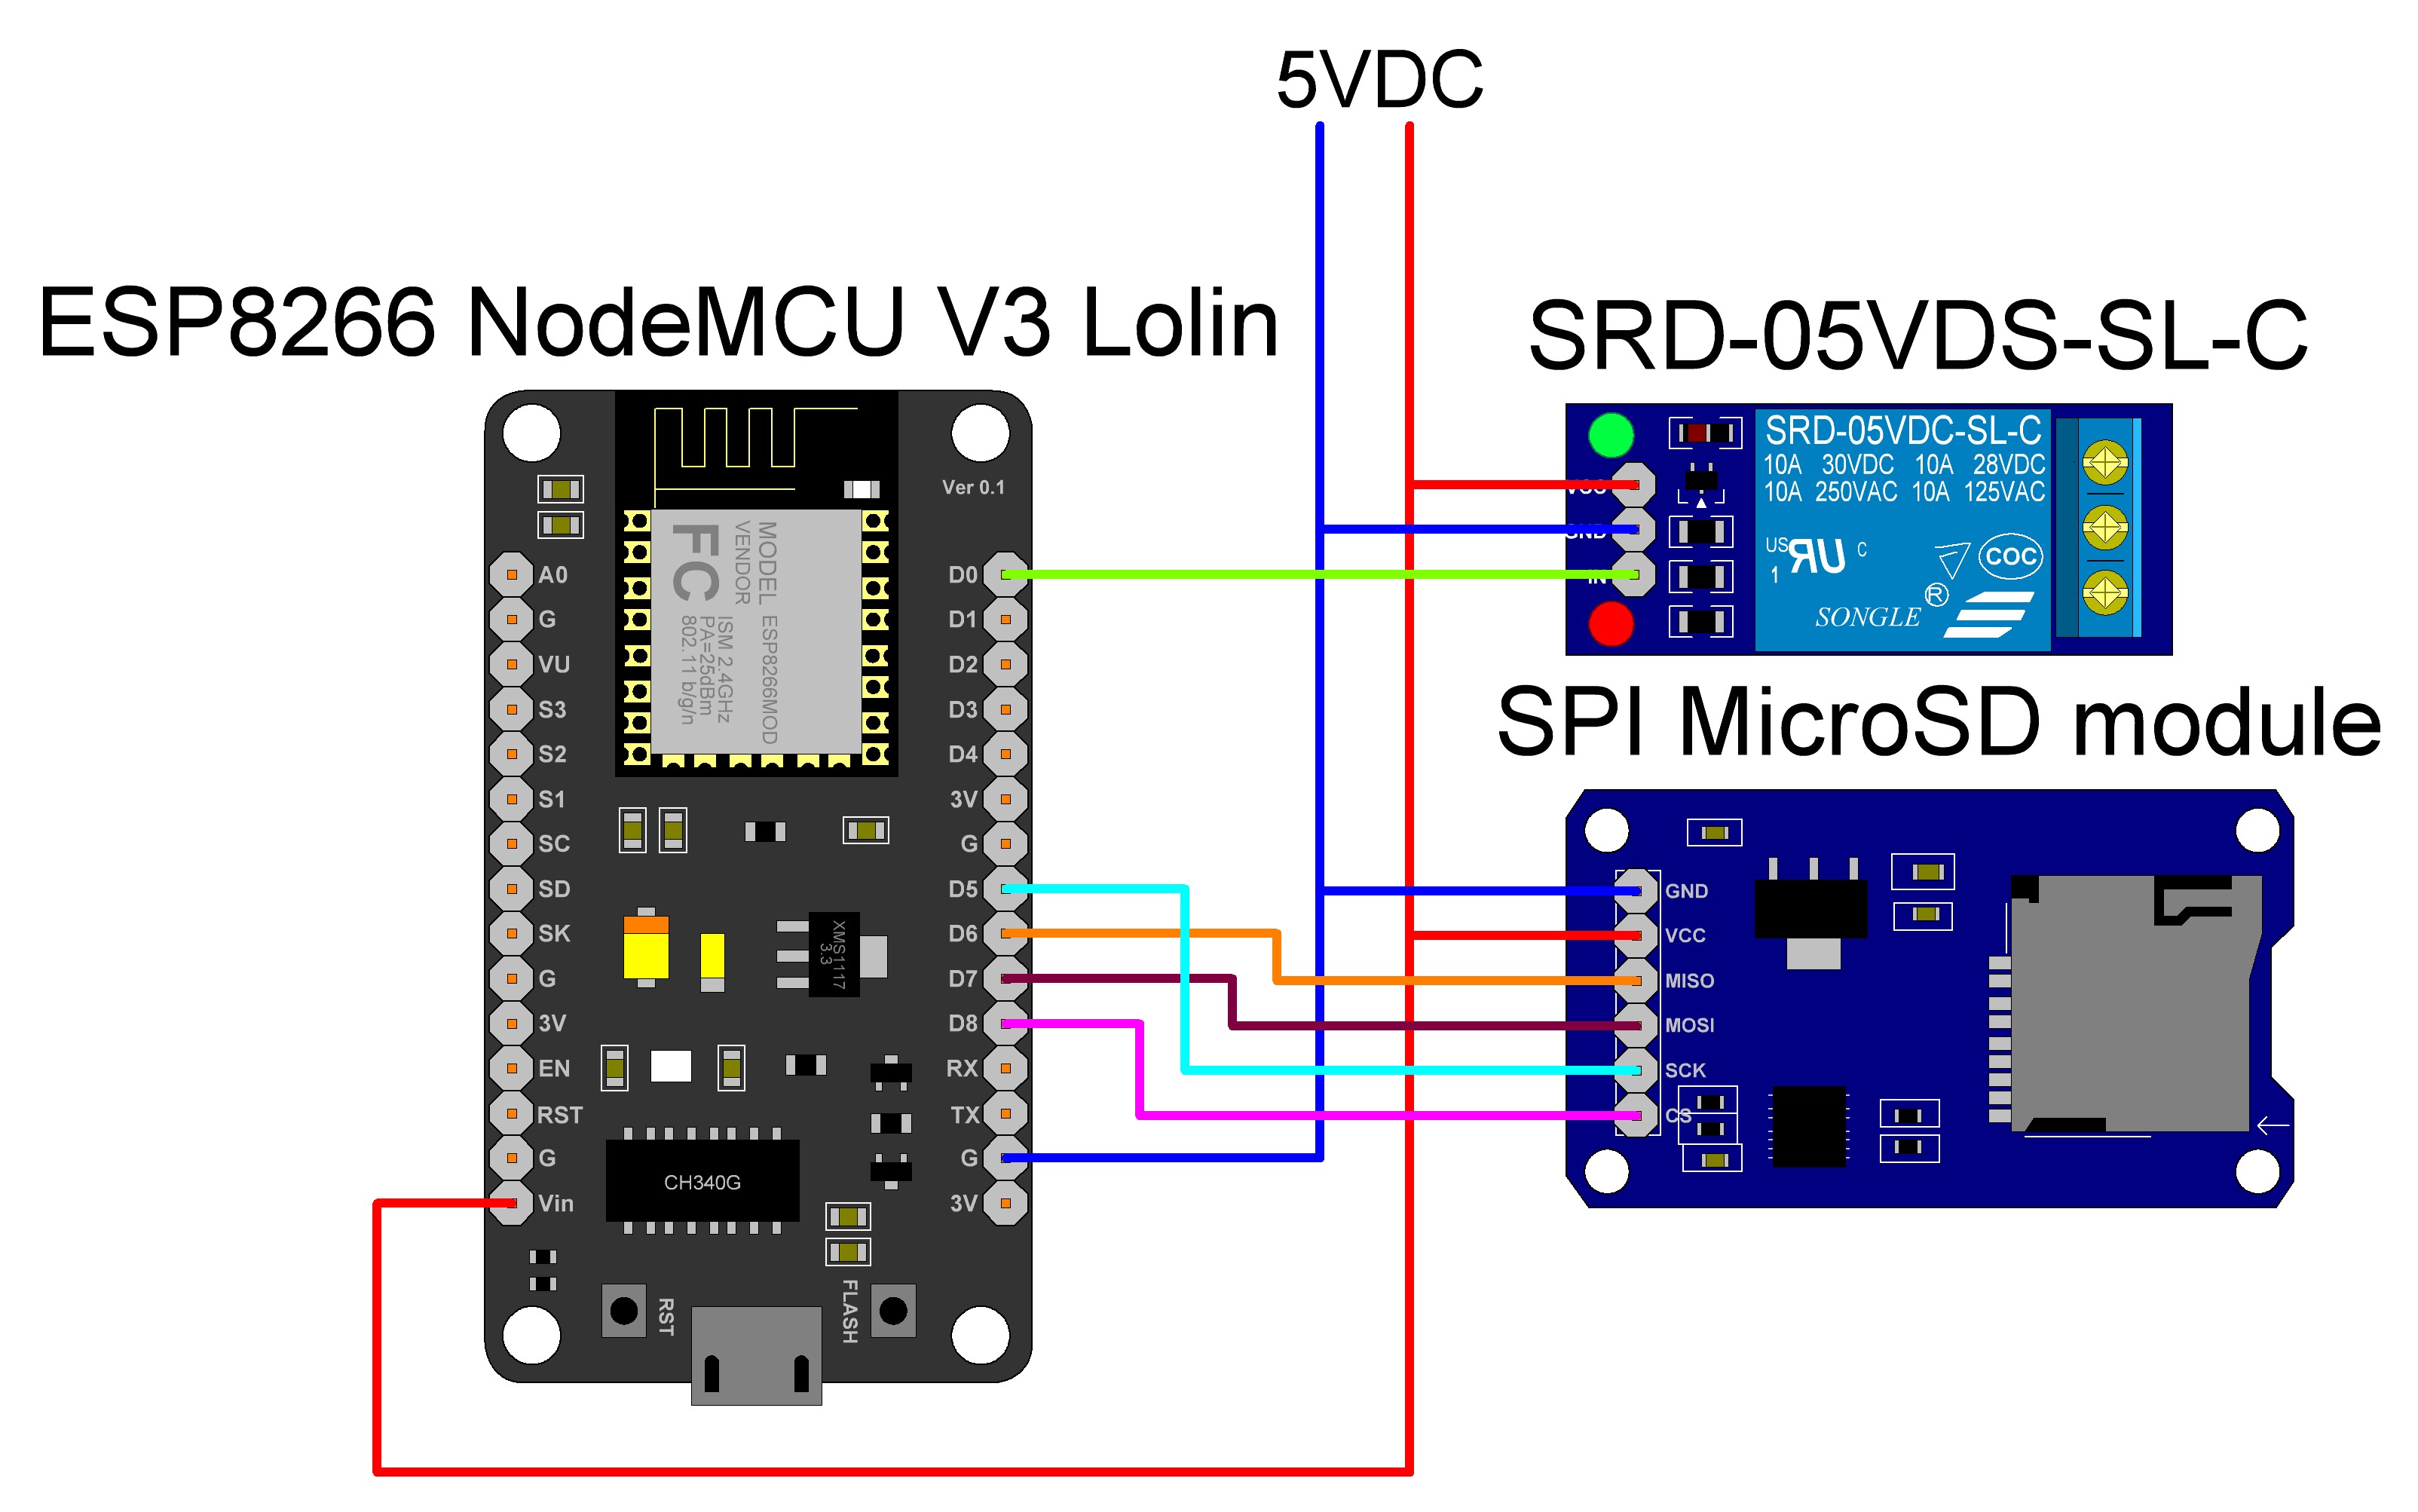 5VDC
ESP8266 NodeMCU V3 Lolin
SRD-05VDS-SL-C
Ver 0.1
MODEL
VENDOR
ESP8266MOD
FC
ISM 2.4GHz
PA=25dBm
802.11 b/g/n
A0
G
VU
S3
S2
S1
SC
SD
SK
G
3V
EN
RST
G
Vin
D0
D1
D2
D3
D4
3V
G
D5
D6
D7
D8
RX
TX
G
3V
XMS1117
3.3
CH340G
RST
FLASH
VCC
GND
IN
SRD-05VDC-SL-C
10A 30VDC 10A 28VDC
10A 250VAC 10A 125VAC
US
1
RU
C
COC
®
SONGLE
SPI MicroSD module
GND
VCC
MISO
MOSI
SCK
CS